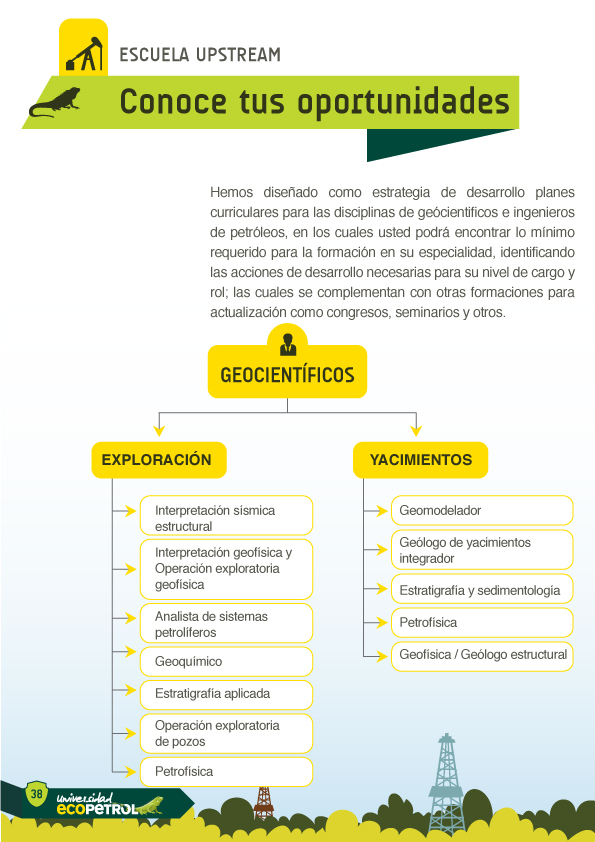 ESCUELA UPSTREAM
Conoce tus oportunidades
Hemos diseñado como estrategia de desarrollo planes
curriculares para las disciplinas de geócientificos e ingenieros
de petróleos, en los cuales usted podrá encontrar lo mínimo
requerido para la formación en su especialidad, identificando
las acciones de desarrollo necesarias para su nivel de cargo y
rol; las cuales se complementan con otras formaciones para
actualización como congresos, seminarios y otros.
GEOCIENTÍFICOS
EXPLORACIÓN
Interpretación sísmica
estructural
Interpretación geofísica y
Operación exploratoria
geofísica
Analista de sistemas
petrolíferos
Geoquímico
Estratigrafía aplicada
Operación exploratoria
de pozos
Petrofísica
YACIMIENTOS
Geomodelador
Geólogo de yacimientos
integrador
Estratigrafía y sedimentología
Petrofísica
Geofísica / Geólogo estructural
38
universidad
ECOPETROL